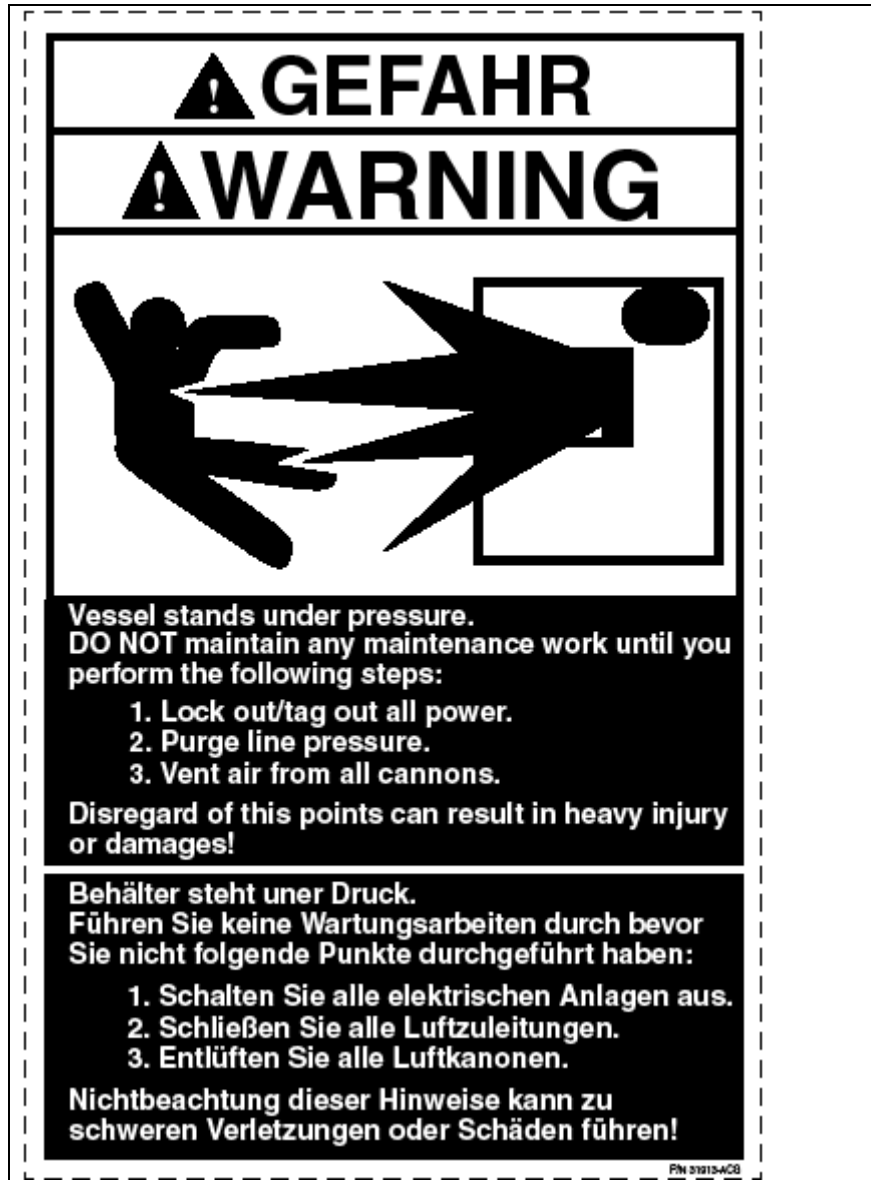 GEFAHR
WARNING
Vessel stands under pressure.
DO NOT maintain any maintenance work until you
perform the following steps:
1. Lock out/tag out all power.
2. Purge line pressure.
3. Vent air from all cannons.
Disregard of this points can result in heavy injury
or damages!
Behälter steht uner Druck.
Führen Sie keine Wartungsarbeiten durch bevor
Sie nicht folgende Punkte durchgeführt haben:
1. Schalten Sie alle elektrischen Anlagen aus.
2. Schließen Sie alle Luftzuleitungen.
3. Entlüften Sie alle Luftkanonen.
Nichtbeachtung dieser Hinweise kann zu
schweren Verletzungen oder Schäden führen!
P/N